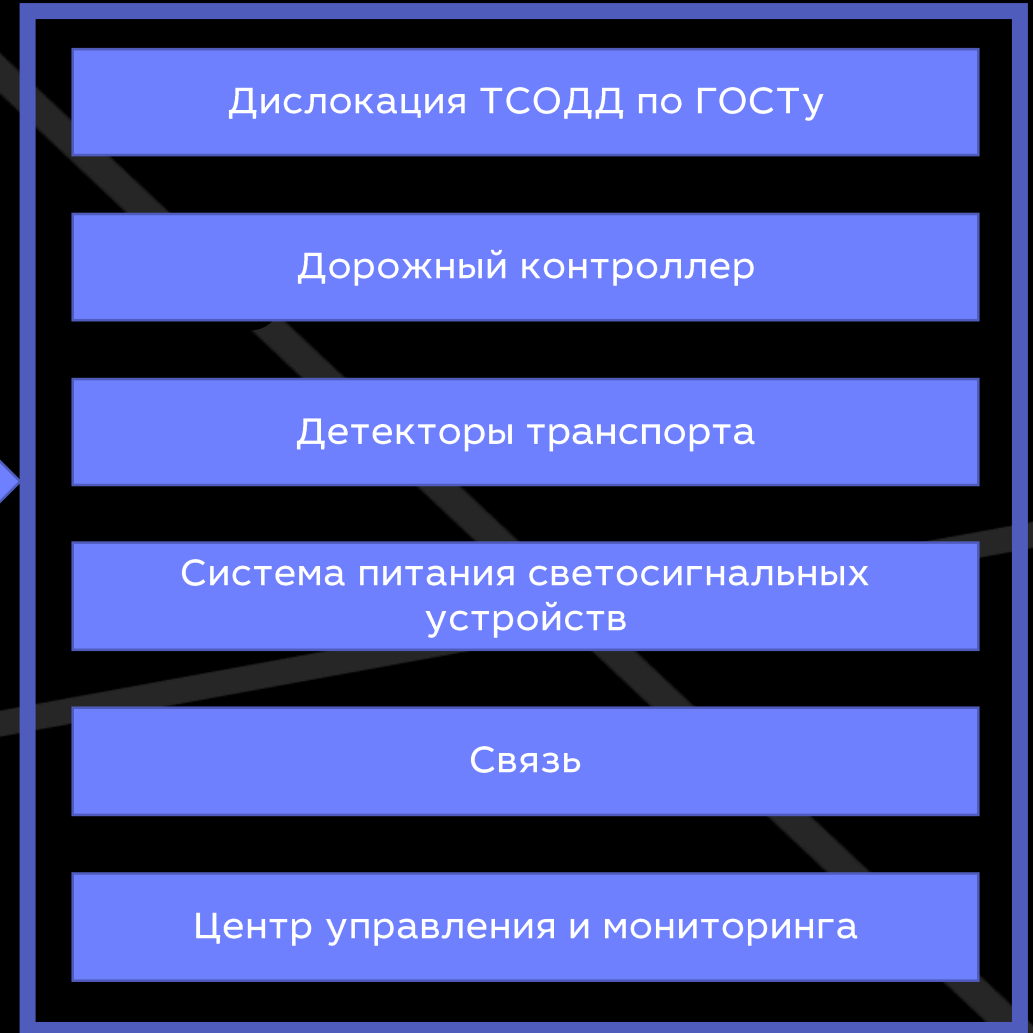 Дислокация ТСОДД по ГОСТу
Дорожный контроллер
Детекторы транспорта
Система питания светосигнальных
устройств
Связь
Центр управления и мониторинга